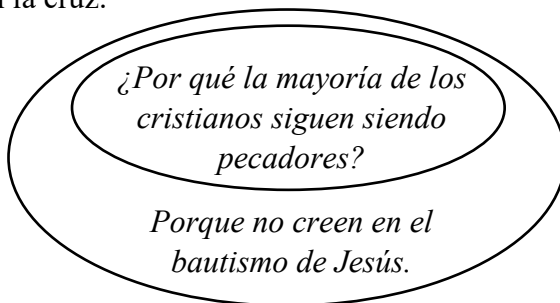 la cruz.
¿Por qué la mayoría de los
cristianos siguen siendo
pecadores?
Porque no creen en el
bautismo de Jesús.